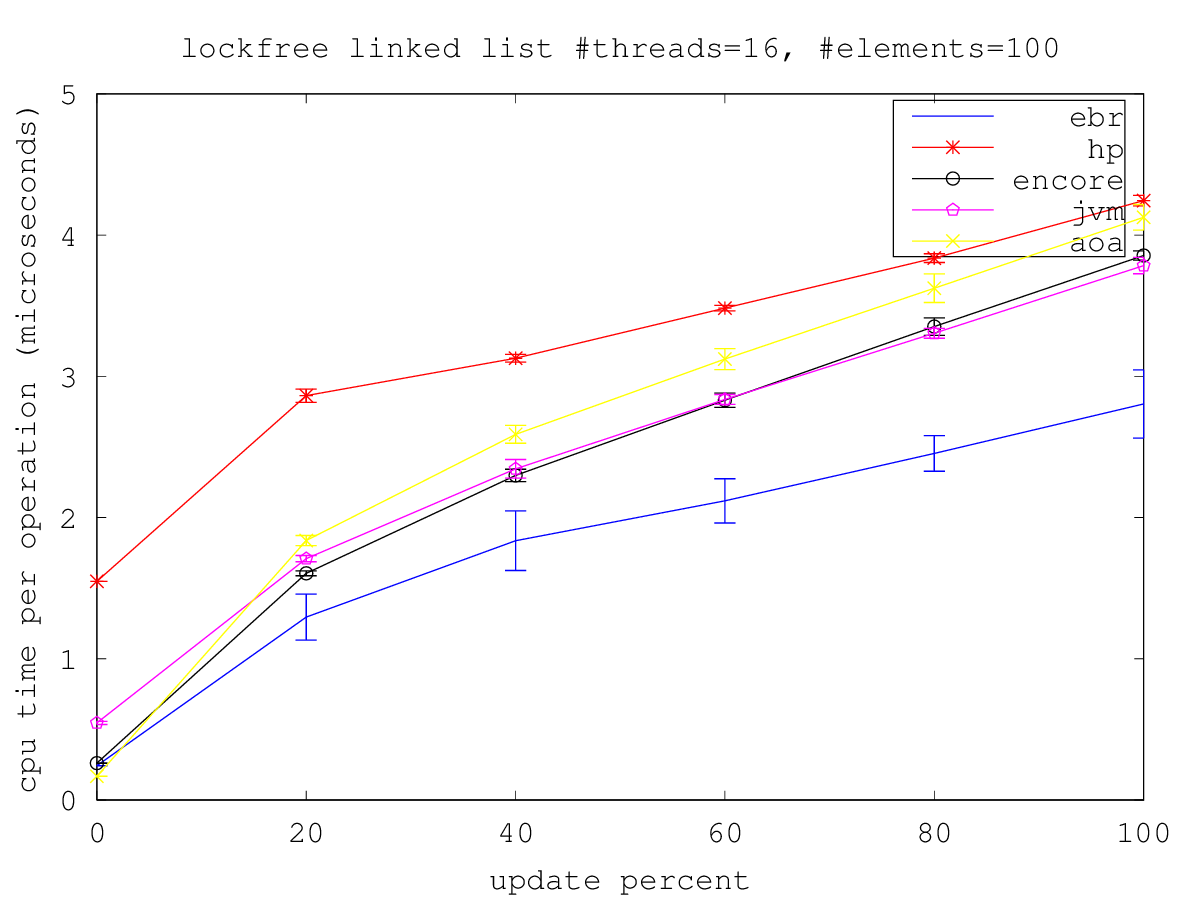 lockfree linked list #threads=16, #elements=100
cpu time per operation (microseconds)
5
4
3
2
1
0
ebr
hp
encore
jvm
aoa
0 20 40 60 80 100
update percent